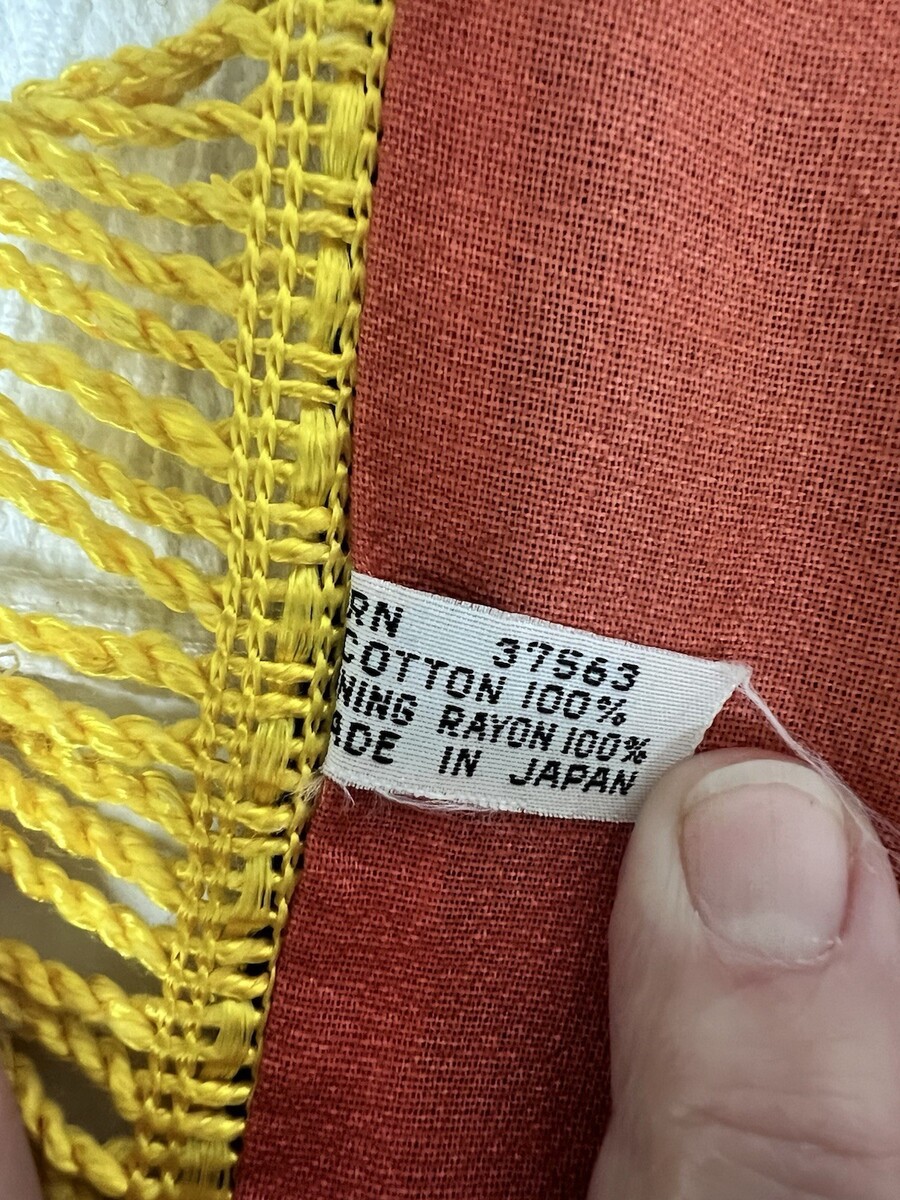 RN 37563
COTTON 100%
NING RAYON 100%
ADE IN JAPAN